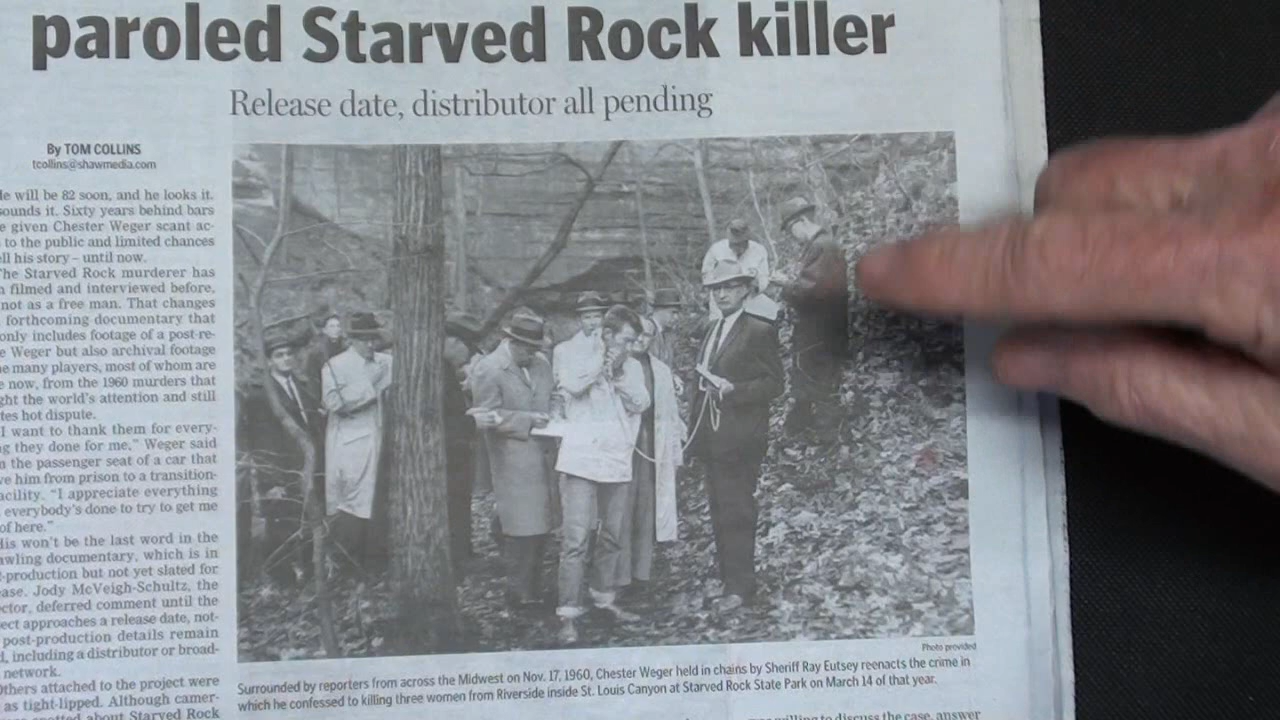 paroled Starved Rock killer
Release date, distributor all pending
By TOM COLLINS
tcollins@shawmedia.com
will be 82 soon, and he looks it.
sounds it. Sixty years behind bars
given Chester Weger scant ac-
to the public and limited chances
his story – until now.
The Starved Rock murderer has
filmed and interviewed before,
not as a free man. That changes
forthcoming documentary that
only includes footage of a post-re-
Weger but also archival footage
many players, most of whom are
now, from the 1960 murders that
the world's attention and still
hot dispute.
I want to thank them for every-
they done for me," Weger said
the passenger seat of a car that
him from prison to a transition-
facility. "I appreciate everything
everybody's done to try to get me
of here."
won't be the last word in the
documentary, which is in
-production but not yet slated for
Jody McVeigh-Schultz, the
deferred comment until the
approaches a release date, not-
post-production details remain
including a distributor or broad-
network.
Others attached to the project were
as tight-lipped. Although camer-
about Starved Rock
Photo provided
Surrounded by reporters from across the Midwest on Nov. 17, 1960, Chester Weger held in chains by Sheriff Ray Eutsey reenacts the crime in
which he confessed to killing three women from Riverside inside St. Louis Canyon at Starved Rock State Park on March 14 of that year.
willing to discuss the case, answer